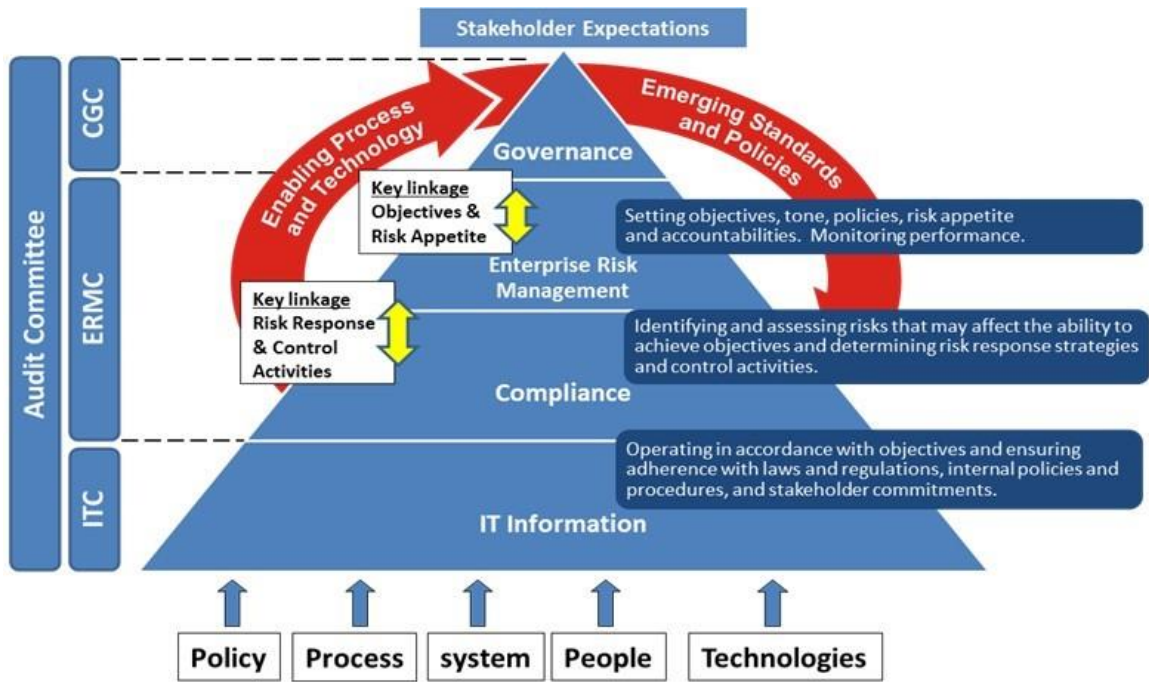 Stakeholder Expectations
Audit Committee
CGC
ERMC
ITC
Enabling Process
and Technology
Emerging Standards
and Policies
Governance
Key linkage
Objectives &
Risk Appetite
Setting objectives, tone, policies, risk appetite
and accountabilities.  Monitoring performance.
Enterprise Risk
Management
Key linkage
Risk Response
& Control
Activities
Identifying and assessing risks that may affect the ability to
achieve objectives and determining risk response strategies
and control activities.
Compliance
Operating in accordance with objectives and ensuring
adherence with laws and regulations, internal policies and
procedures, and stakeholder commitments.
IT Information
Policy
Process
system
People
Technologies